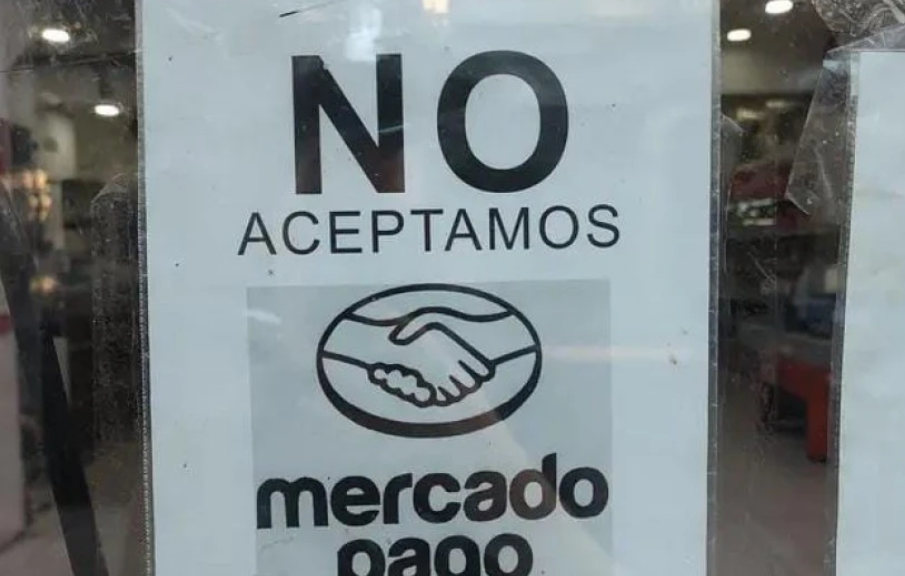 NO
ACEPTAMOS
mercado
pago